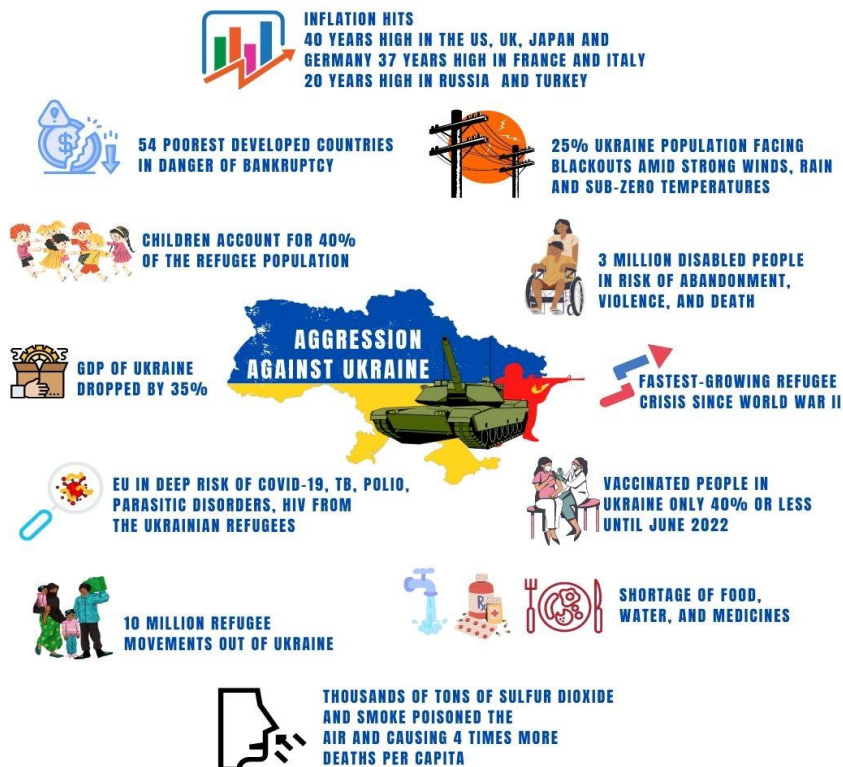 INFLATION HITS
40 YEARS HIGH IN THE US, UK, JAPAN AND
GERMANY 37 YEARS HIGH IN FRANCE AND ITALY
20 YEARS HIGH IN RUSSIA AND TURKEY
54 POOREST DEVELOPED COUNTRIES
IN DANGER OF BANKRUPTCY
25% UKRAINE POPULATION FACING
BLACKOUTS AMID STRONG WINDS, RAIN
AND SUB-ZERO TEMPERATURES
CHILDREN ACCOUNT FOR 40%
OF THE REFUGEE POPULATION
3 MILLION DISABLED PEOPLE
IN RISK OF ABANDONMENT,
VIOLENCE, AND DEATH
AGGRESSION
AGAINST UKRAINE
GDP OF UKRAINE
DROPPED BY 35%
FASTEST-GROWING REFUGEE
CRISIS SINCE WORLD WAR II
EU IN DEEP RISK OF COVID-19, TB, POLIO,
PARASITIC DISORDERS, HIV FROM
THE UKRAINIAN REFUGEES
VACCINATED PEOPLE IN
UKRAINE ONLY 40% OR LESS
UNTIL JUNE 2022
10 MILLION REFUGEE
MOVEMENTS OUT OF UKRAINE
Rx
SHORTAGE OF FOOD,
WATER, AND MEDICINES
THOUSANDS OF TONS OF SULFUR DIOXIDE
AND SMOKE POISONED THE
AIR AND CAUSING 4 TIMES MORE
DEATHS PER CAPITA